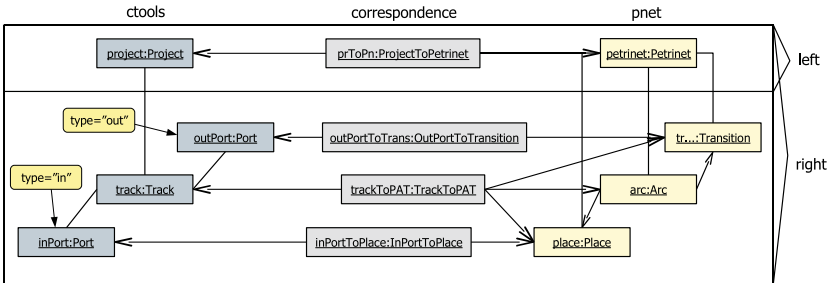 ctools correspondence pnet
project:Project prToPn:ProjectToPetrinet petrinet:Petrinet
left
type="out"
outPort:Port outPortToTrans:OutPortToTransition tr...:Transition
right
type="in"
track:Track trackToPAT:TrackToPAT arc:Arc
inPort:Port inPortToPlace:InPortToPlace place:Place